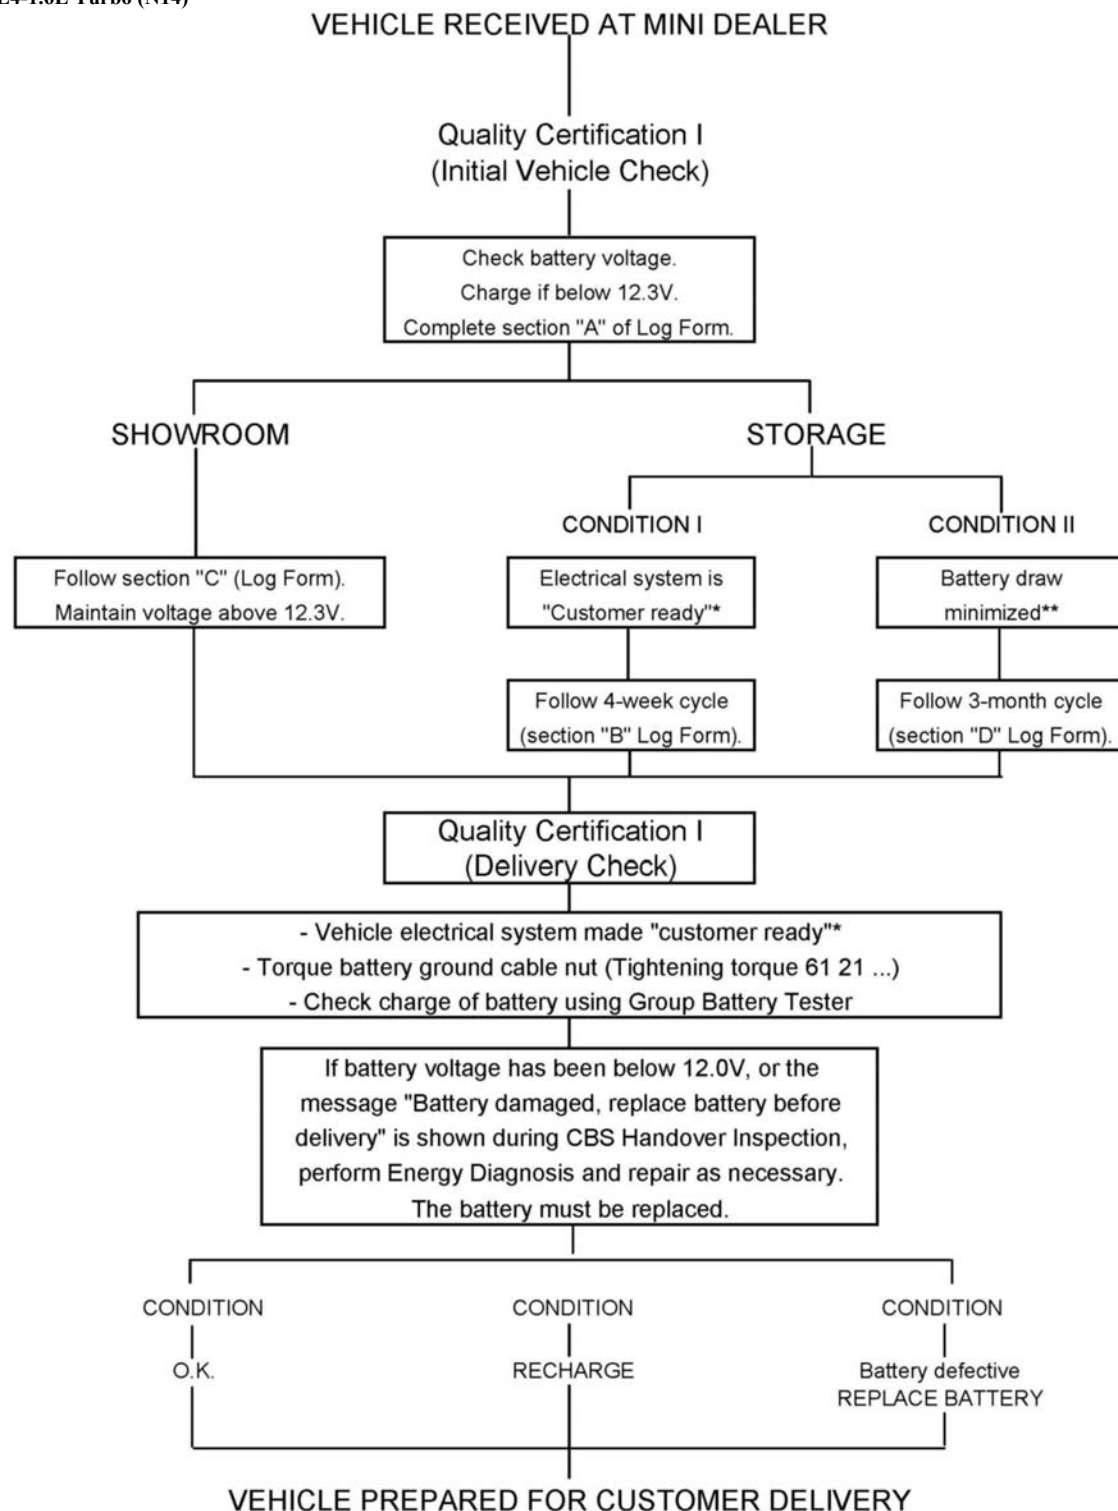 VEHICLE RECEIVED AT MINI DEALER
Quality Certification I
(Initial Vehicle Check)
Check battery voltage.
Charge if below 12.3V.
Complete section "A" of Log Form.
SHOWROOM
STORAGE
CONDITION I
CONDITION II
Follow section "C" (Log Form).
Maintain voltage above 12.3V.
Electrical system is
"Customer ready"*
Battery draw
minimized**
Follow 4-week cycle
(section "B" Log Form).
Follow 3-month cycle
(section "D" Log Form).
Quality Certification I
(Delivery Check)
- Vehicle electrical system made "customer ready"*
- Torque battery ground cable nut (Tightening torque 61 21 ...)
- Check charge of battery using Group Battery Tester
If battery voltage has been below 12.0V, or the
message "Battery damaged, replace battery before
delivery" is shown during CBS Handover Inspection,
perform Energy Diagnosis and repair as necessary.
The battery must be replaced.
CONDITION
CONDITION
CONDITION
O.K.
RECHARGE
Battery defective
REPLACE BATTERY
VEHICLE PREPARED FOR CUSTOMER DELIVERY